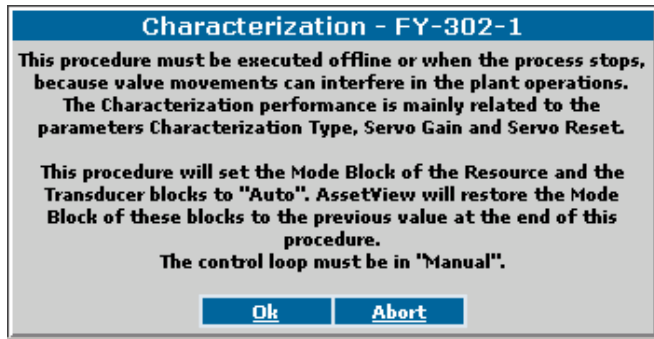 Characterization - FY-302-1
This procedure must be executed offline or when the process stops,
because valve movements can interfere in the plant operations.
The Characterization performance is mainly related to the
parameters Characterization Type, Servo Gain and Servo Reset.
This procedure will set the Mode Block of the Resource and the
Transducer blocks to "Auto". AssetView will restore the Mode
Block of these blocks to the previous value at the end of this
procedure.
The control loop must be in "Manual".
Ok
Abort